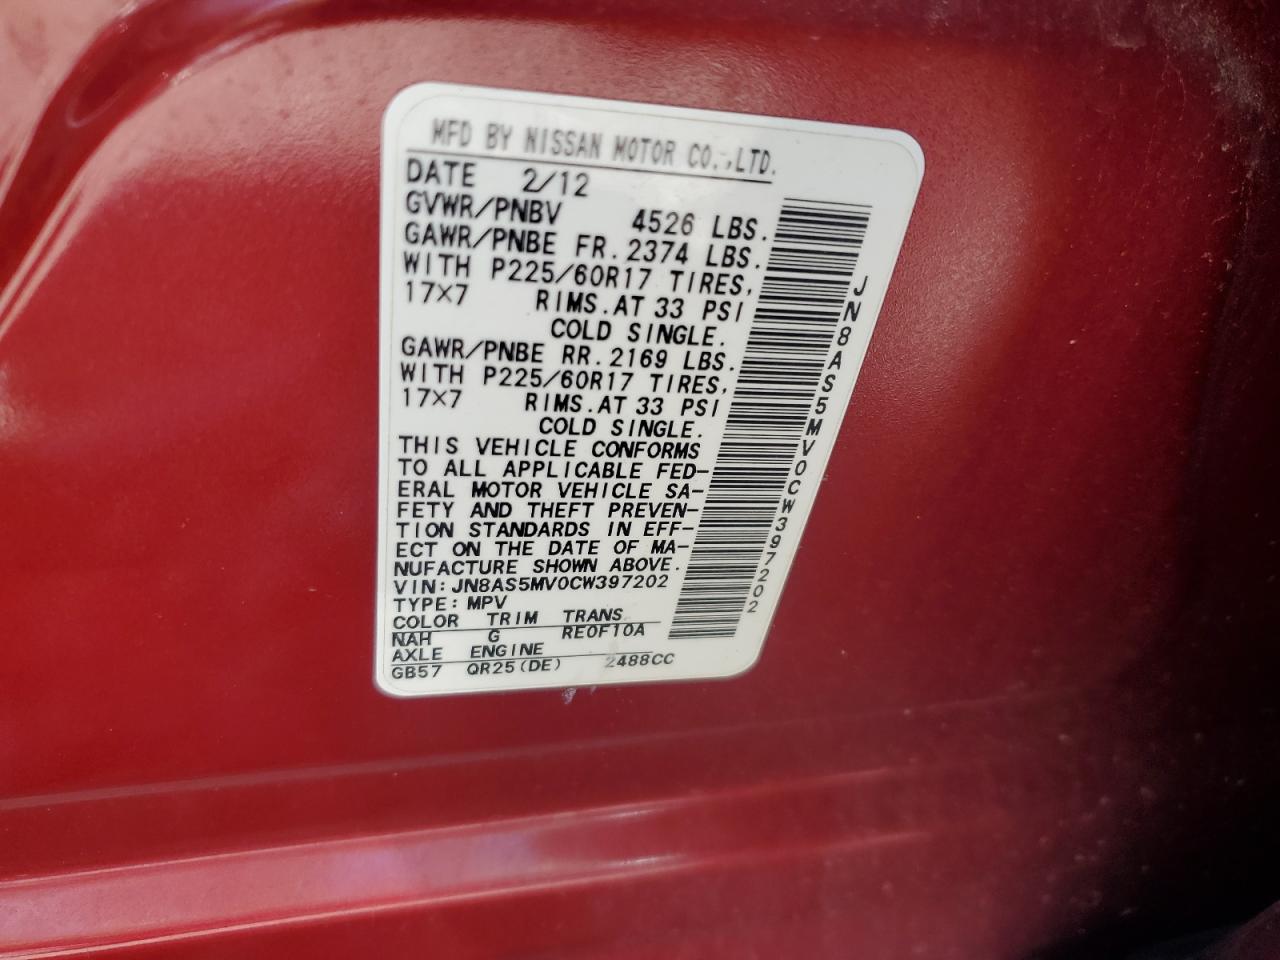 MFD BY NISSAN MOTOR CO.,LTD.
DATE 2/12
GVWR/PNBV 4526 LBS.
GAWR/PNBE FR. 2374 LBS.
WITH P225/60R17 TIRES,
17×7 RIMS.AT 33 PSI
COLD SINGLE.
GAWR/PNBE RR. 2169 LBS.
WITH P225/60R17 TIRES,
17×7 RIMS.AT 33 PSI
COLD SINGLE.
THIS VEHICLE CONFORMS
TO ALL APPLICABLE FED-
ERAL MOTOR VEHICLE SA-
FETY AND THEFT PREVEN-
TION STANDARDS IN EFF-
ECT ON THE DATE OF MA-
NUFACTURE SHOWN ABOVE.
VIN: JN8AS5MV0CW397202
TYPE: MPV
COLOR TRIM TRANS
NAH G RE0F10A
AXLE ENGINE
GB57 QR25(DE) 2488CC
JN8AS5MV0CW397202